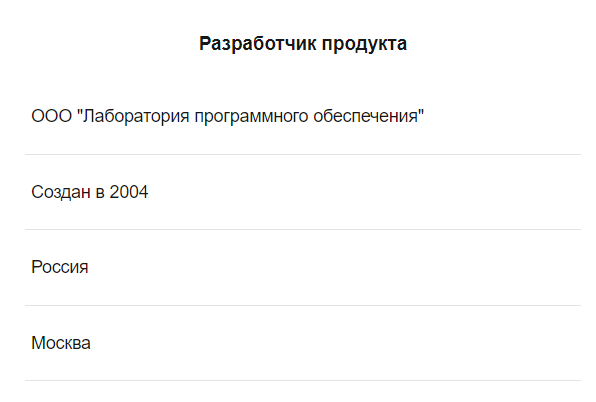 Разработчик продукта
ООО "Лаборатория программного обеспечения"
Создан в 2004
Россия
Москва